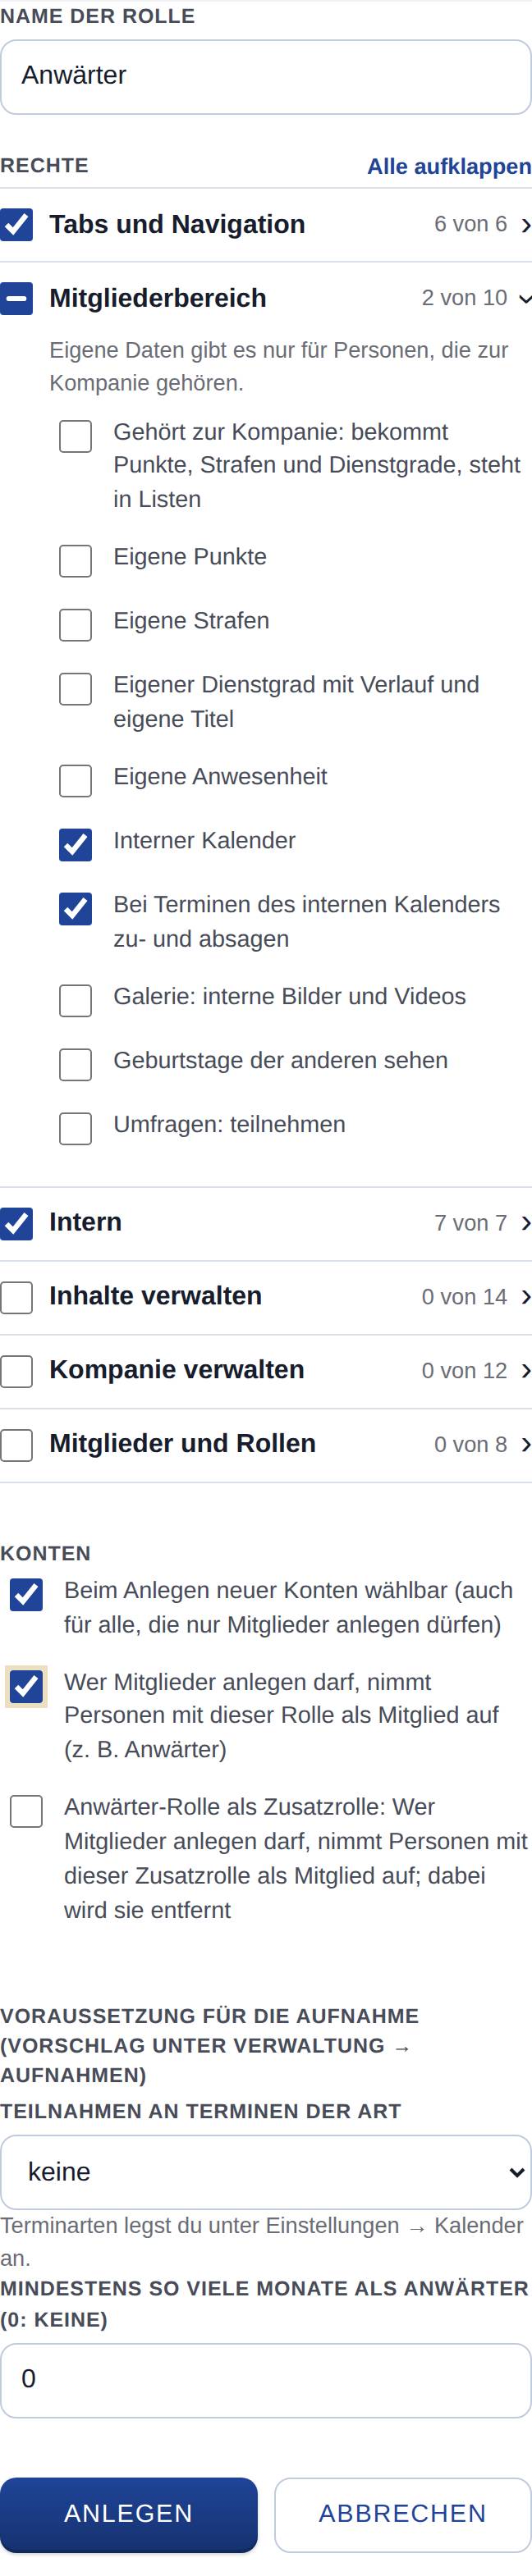 NAME DER ROLLE
Anwärter
RECHTE
Alle aufklappen
Tabs und Navigation
6 von 6
Mitgliederbereich
2 von 10
Eigene Daten gibt es nur für Personen, die zur
Kompanie gehören.
Gehört zur Kompanie: bekommt
Punkte, Strafen und Dienstgrade, steht
in Listen
Eigene Punkte
Eigene Strafen
Eigener Dienstgrad mit Verlauf und
eigene Titel
Eigene Anwesenheit
Interner Kalender
Bei Terminen des internen Kalenders
zu- und absagen
Galerie: interne Bilder und Videos
Geburtstage der anderen sehen
Umfragen: teilnehmen
Intern
7 von 7
Inhalte verwalten
0 von 14
Kompanie verwalten
0 von 12
Mitglieder und Rollen
0 von 8
KONTEN
Beim Anlegen neuer Konten wählbar (auch
für alle, die nur Mitglieder anlegen dürfen)
Wer Mitglieder anlegen darf, nimmt
Personen mit dieser Rolle als Mitglied auf
(z. B. Anwärter)
Anwärter-Rolle als Zusatzrolle: Wer
Mitglieder anlegen darf, nimmt Personen mit
dieser Zusatzrolle als Mitglied auf; dabei
wird sie entfernt
VORAUSSETZUNG FÜR DIE AUFNAHME
(VORSCHLAG UNTER VERWALTUNG →
AUFNAHMEN)
TEILNAHMEN AN TERMINEN DER ART
keine
Terminarten legst du unter Einstellungen → Kalender
an.
MINDESTENS SO VIELE MONATE ALS ANWÄRTER
(0: KEINE)
0
ANLEGEN
ABBRECHEN